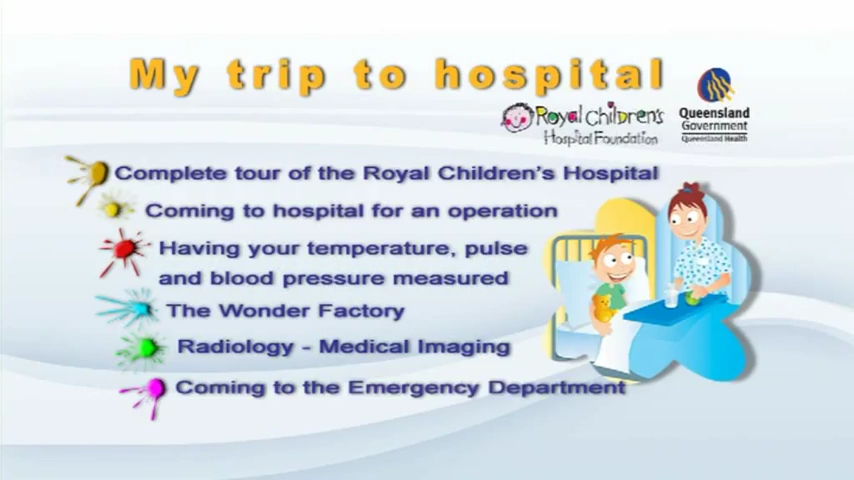 My trip to hospital
Royal Children's
Hospital Foundation
Queensland
Government
Queensland Health
Complete tour of the Royal Children's Hospital
Coming to hospital for an operation
Having your temperature, pulse
and blood pressure measured
The Wonder Factory
Radiology - Medical Imaging
Coming to the Emergency Department